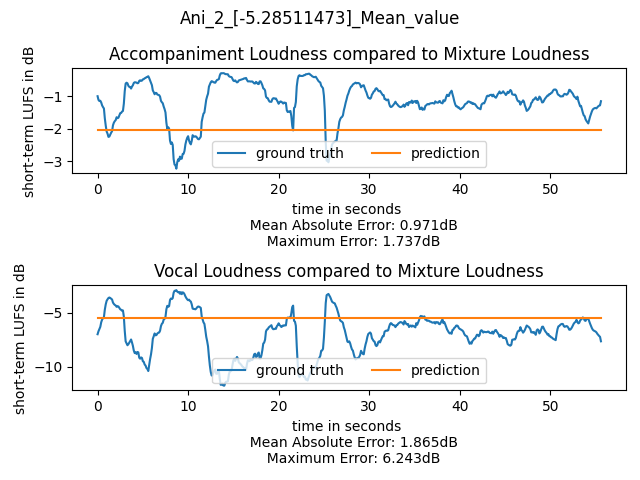 Ani_2_[-5.28511473]_Mean_value
Accompaniment Loudness compared to Mixture Loudness
short-term LUFS in dB
−1
−2
−3
ground truth
prediction
0 10 20 30 40 50
time in seconds
Mean Absolute Error: 0.971dB
Maximum Error: 1.737dB
Vocal Loudness compared to Mixture Loudness
short-term LUFS in dB
−5
−10
ground truth
prediction
0 10 20 30 40 50
time in seconds
Mean Absolute Error: 1.865dB
Maximum Error: 6.243dB